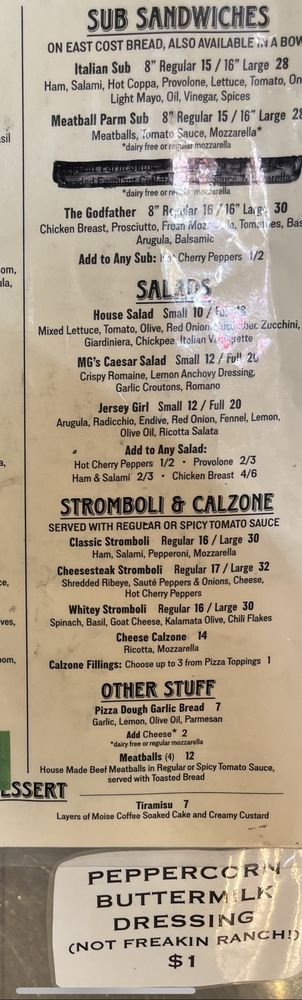 SUB SANDWICHES
ON EAST COST BREAD, ALSO AVAILABLE IN A BOW
Italian Sub 8" Regular 15 / 16" Large 28
Ham, Salami, Hot Coppa, Provolone, Lettuce, Tomato, On
Light Mayo, Oil, Vinegar, Spices
Meatball Parm Sub 8" Regular 15 / 16" Large 28
Meatballs, Tomato Sauce, Mozzarella*
*dairy free or regular mozzarella
*dairy free or regular mozzarella
The Godfather 8" Regular 16 / 16" Large 30
Chicken Breast, Prosciutto, Fresh Mozzarella, Tomatoes, Bas
Arugula, Balsamic
Add to Any Sub: Hot Cherry Peppers 1/2
SALADS
House Salad Small 10 / Full 18
Mixed Lettuce, Tomato, Olive, Red Onion, Cucumber, Zucchini,
Giardiniera, Chickpea, Italian Vinaigrette
MG's Caesar Salad Small 12 / Full 20
Crispy Romaine, Lemon Anchovy Dressing,
Garlic Croutons, Romano
Jersey Girl Small 12 / Full 20
Arugula, Radicchio, Endive, Red Onion, Fennel, Lemon,
Olive Oil, Ricotta Salata
Add to Any Salad:
Hot Cherry Peppers 1/2 • Provolone 2/3
Ham & Salami 2/3 • Chicken Breast 4/6
STROMBOLI & CALZONE
SERVED WITH REGULAR OR SPICY TOMATO SAUCE
Classic Stromboli Regular 16 / Large 30
Ham, Salami, Pepperoni, Mozzarella
Cheesesteak Stromboli Regular 17 / Large 32
Shredded Ribeye, Sauté Peppers & Onions, Cheese,
Hot Cherry Peppers
Whitey Stromboli Regular 16 / Large 30
Spinach, Basil, Goat Cheese, Kalamata Olive, Chili Flakes
Cheese Calzone 14
Ricotta, Mozzarella
Calzone Fillings: Choose up to 3 from Pizza Toppings 1
OTHER STUFF
Pizza Dough Garlic Bread 7
Garlic, Lemon, Olive Oil, Parmesan
Add Cheese* 2
*dairy free or regular mozzarella
Meatballs (4) 12
House Made Beef Meatballs in Regular or Spicy Tomato Sauce,
served with Toasted Bread
ESSERT
Tiramisu 7
Layers of Moise Coffee Soaked Cake and Creamy Custard
PEPPERCORN
BUTTERMILK
DRESSING
(NOT FREAKIN RANCH!)
$1